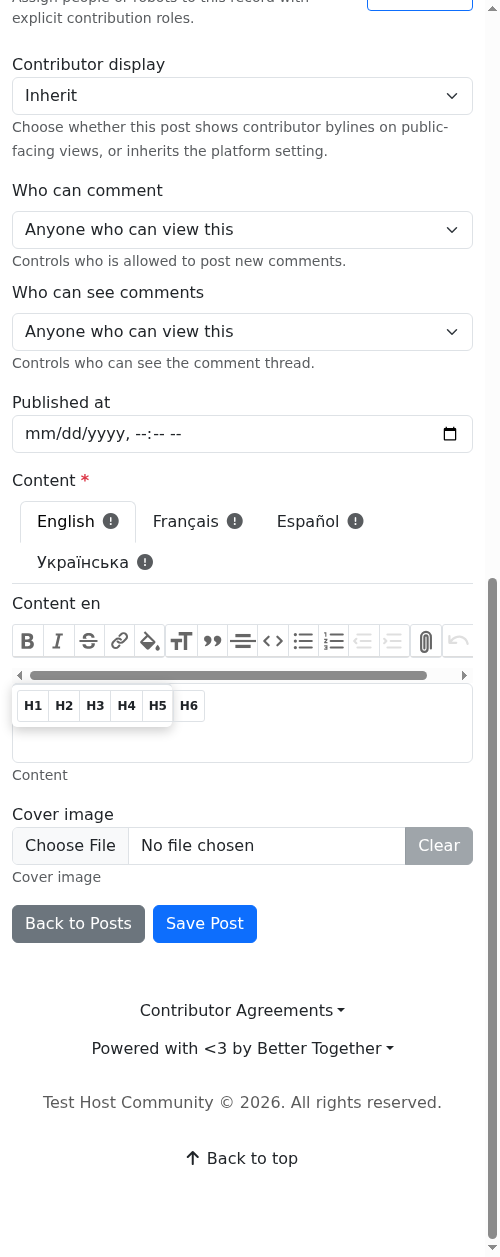 Assign people or robots to this record with
explicit contribution roles.
Contributor display
Inherit
Choose whether this post shows contributor bylines on public-
facing views, or inherits the platform setting.
Who can comment
Anyone who can view this
Controls who is allowed to post new comments.
Who can see comments
Anyone who can view this
Controls who can see the comment thread.
Published at
mm/dd/yyyy, --:-- --
Content *
English
Français
Español
Українська
Content en
H1 H2 H3 H4 H5 H6
Content
Cover image
Choose File No file chosen Clear
Cover image
Back to Posts Save Post
Contributor Agreements
Powered with <3 by Better Together
Test Host Community © 2026. All rights reserved.
Back to top